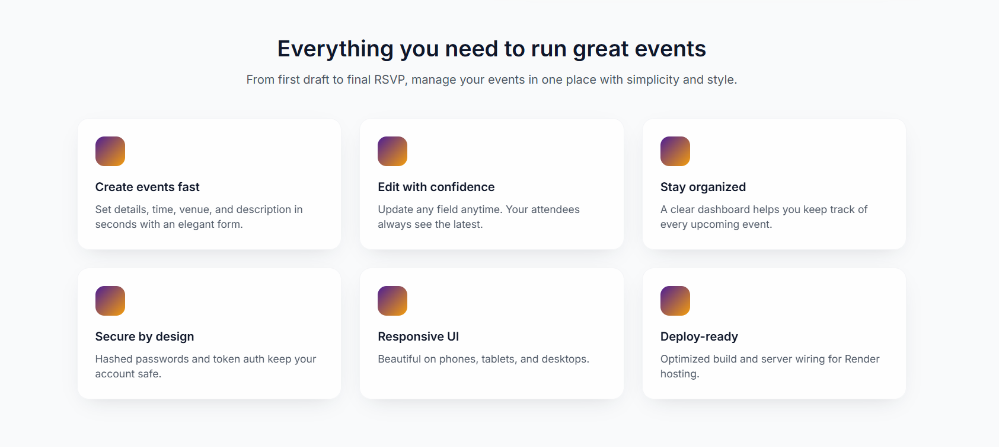 Everything you need to run great events
From first draft to final RSVP, manage your events in one place with simplicity and style.
Create events fast
Set details, time, venue, and description in
seconds with an elegant form.
Edit with confidence
Update any field anytime. Your attendees
always see the latest.
Stay organized
A clear dashboard helps you keep track of
every upcoming event.
Secure by design
Hashed passwords and token auth keep your
account safe.
Responsive UI
Beautiful on phones, tablets, and desktops.
Deploy-ready
Optimized build and server wiring for Render
hosting.